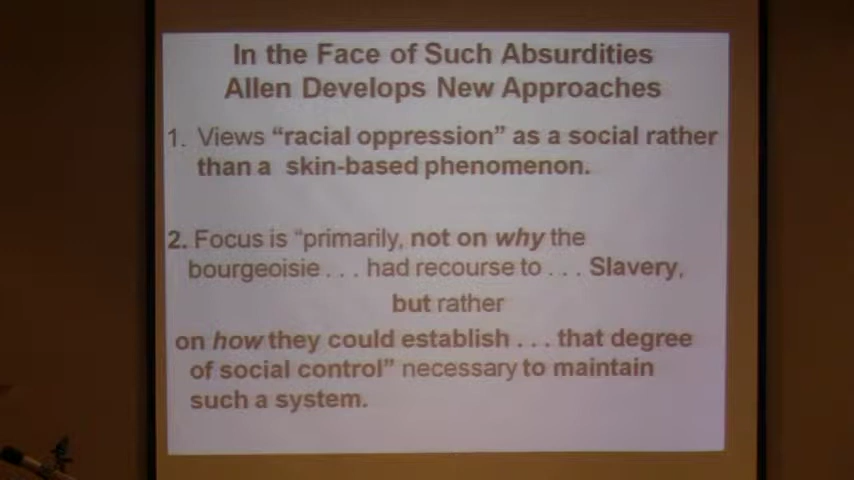 In the Face of Such Absurdities
Allen Develops New Approaches
1. Views “racial oppression” as a social rather
than a skin-based phenomenon.
2. Focus is “primarily, not on why the
bourgeoisie . . . had recourse to . . . Slavery,
but rather
on how they could establish . . . that degree
of social control” necessary to maintain
such a system.